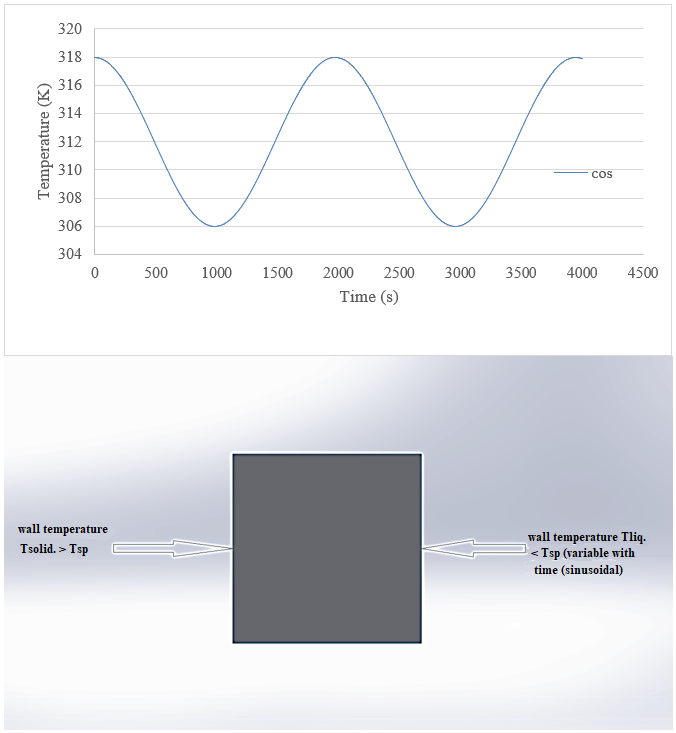 320
318
316
314
312
310
308
306
304
Temperature (K)
cos
0 500 1000 1500 2000 2500 3000 3500 4000 4500
Time (s)
wall temperature
Tsolid. > Tsp
wall temperature Tliq.
< Tsp (variable with
time (sinusoidal)